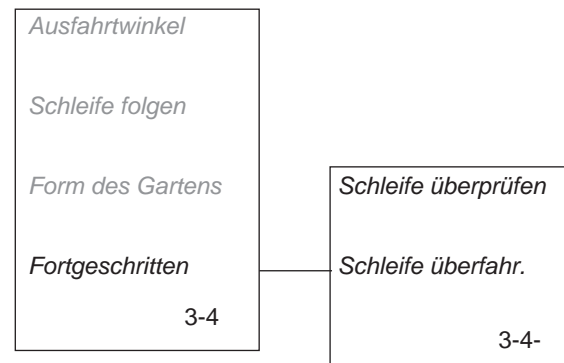 Ausfahrtwinkel
Schleife folgen
Form des Gartens
Fortgeschritten
3-4
Schleife überprüfen
Schleife überfahr.
3-4-